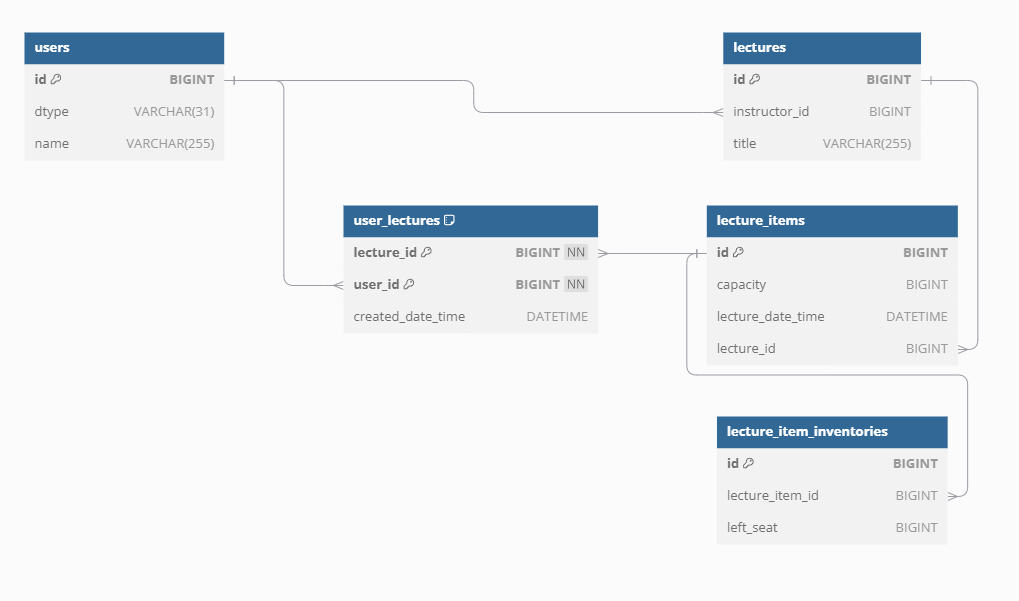 users
id BIGINT
dtype VARCHAR(31)
name VARCHAR(255)
lectures
id BIGINT
instructor_id BIGINT
title VARCHAR(255)
user_lectures
lecture_id BIGINT NN
user_id BIGINT NN
created_date_time DATETIME
lecture_items
id BIGINT
capacity BIGINT
lecture_date_time DATETIME
lecture_id BIGINT
lecture_item_inventories
id BIGINT
lecture_item_id BIGINT
left_seat BIGINT